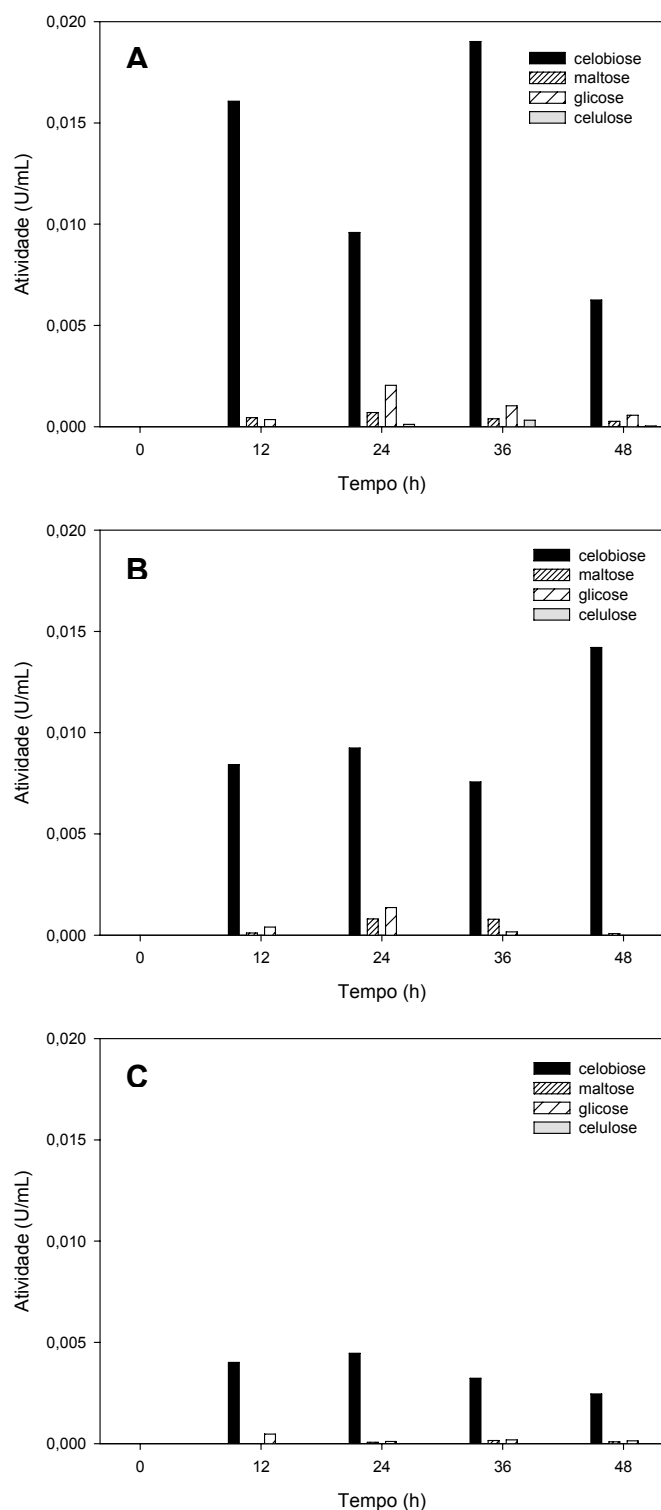 0,020
A
celobiose
maltose
glicose
celulose
0,015
0,010
0,005
0,000
Atividade (U/mL)
0 12 24 36 48
Tempo (h)
0,020
B
celobiose
maltose
glicose
celulose
0,015
0,010
0,005
0,000
Atividade (U/mL)
0 12 24 36 48
Tempo (h)
0,020
C
celobiose
maltose
glicose
celulose
0,015
0,010
0,005
0,000
Atividade (U/mL)
0 12 24 36 48
Tempo (h)